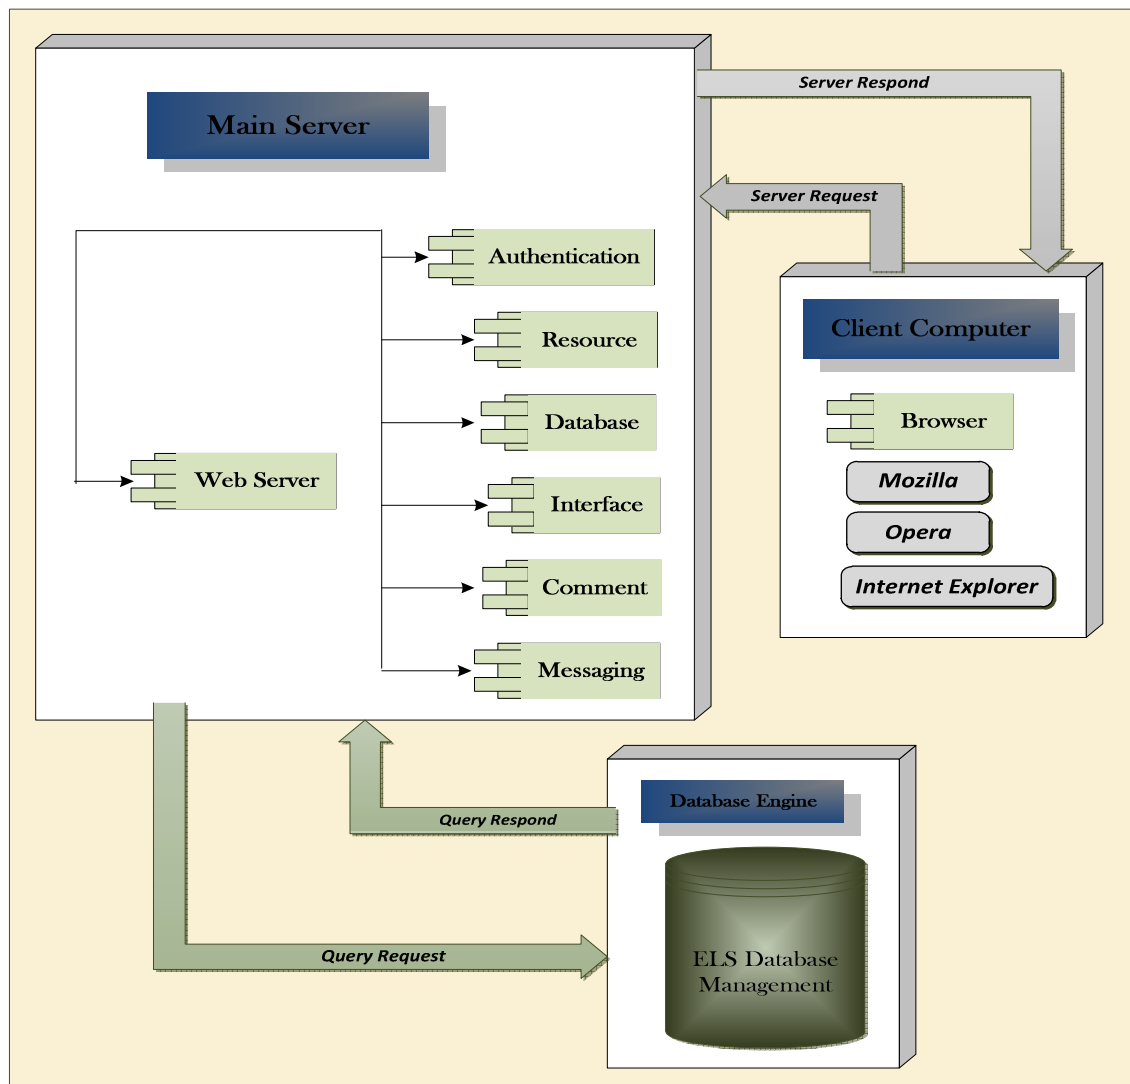 Main Server
Server Respond
Server Request
Authentication
Resource
Database
Web Server
Interface
Comment
Messaging
Client Computer
Browser
Mozilla
Opera
Internet Explorer
Query Respond
Query Request
Database Engine
ELS Database
Management